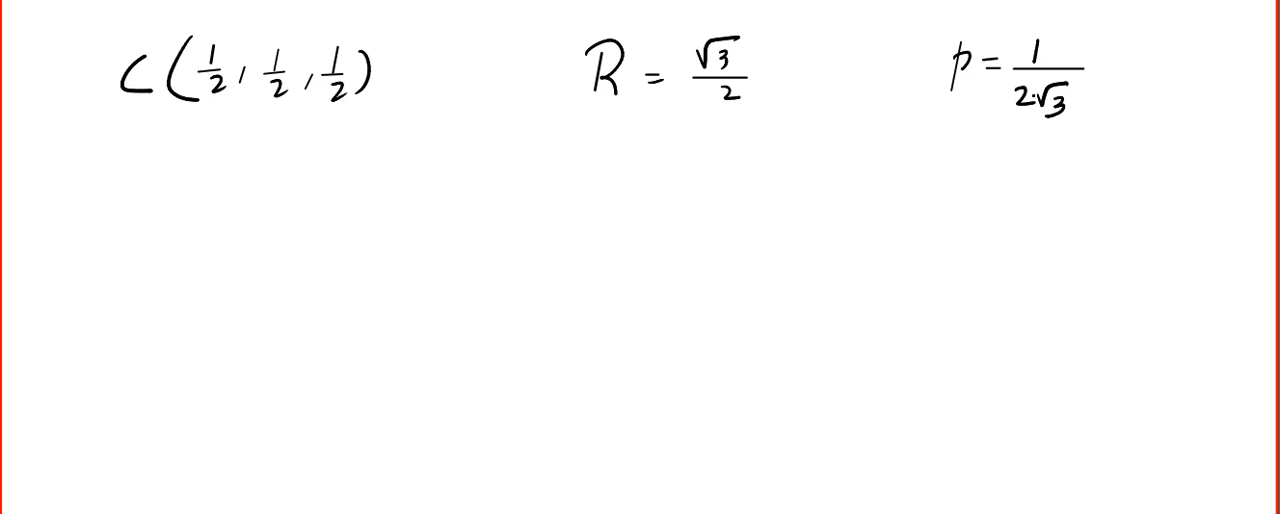 C(1/2, 1/2, 1/2) R = √3/2 p = 1/2·√3